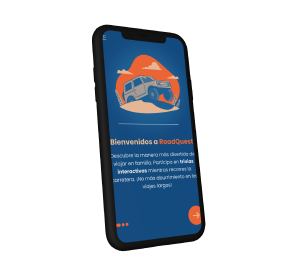 Bienvenidos a RoadQuest
Descubre la manera más divertida de
viajar en familia. Participa en trivias
interactivas mientras recorres la
carretera. ¡No más aburrimiento en los
viajes largos!